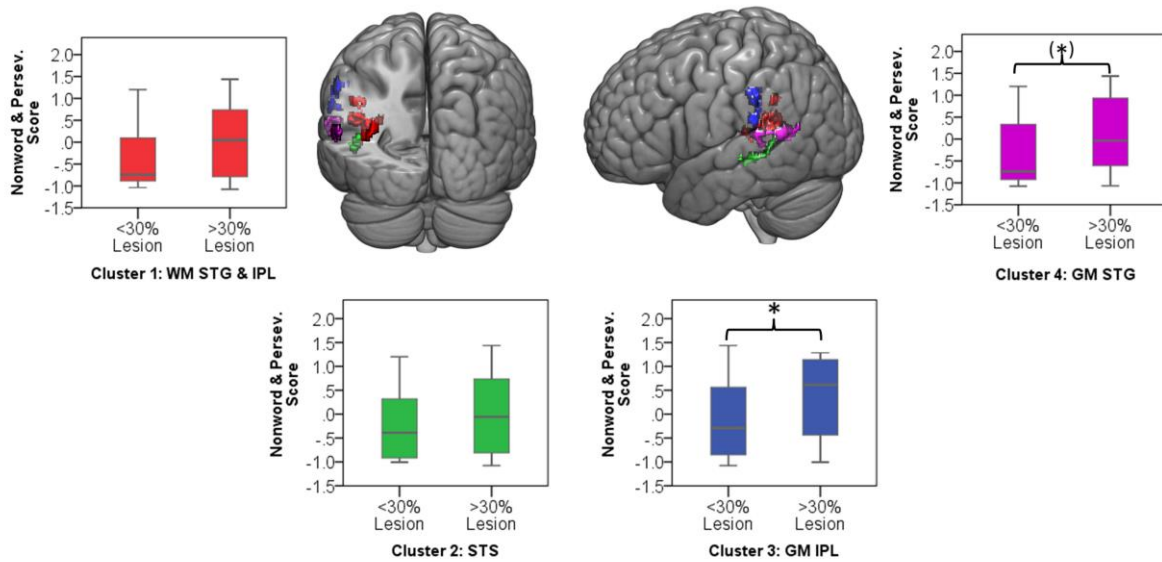 Nonword & Persev.
Score
2.0
1.5
1.0
.5
.0
-.5
-1.0
-1.5
<30%
Lesion
>30%
Lesion
Cluster 1: WM STG & IPL
Nonword & Persev.
Score
2.0
1.5
1.0
.5
.0
-.5
-1.0
-1.5
(*)
<30%
Lesion
>30%
Lesion
Cluster 4: GM STG
Nonword & Persev.
Score
2.0
1.5
1.0
.5
.0
-.5
-1.0
-1.5
<30%
Lesion
>30%
Lesion
Cluster 2: STS
Nonword & Persev.
Score
2.0
1.5
1.0
.5
.0
-.5
-1.0
-1.5
*
<30%
Lesion
>30%
Lesion
Cluster 3: GM IPL